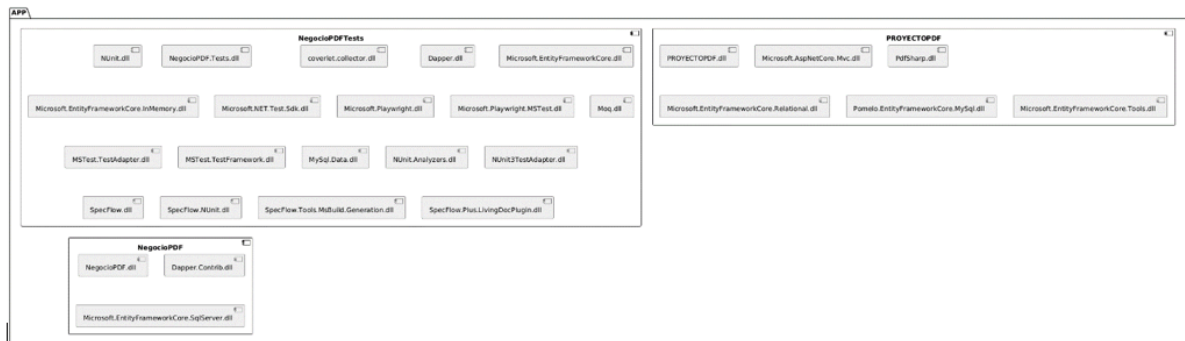 APP
NegocioPDFTests
NUnit.dll
NegocioPDF.Tests.dll
coverlet.collector.dll
Dapper.dll
Microsoft.EntityFrameworkCore.dll
Microsoft.EntityFrameworkCore.InMemory.dll
Microsoft.NET.Test.Sdk.dll
Microsoft.Playwright.dll
Microsoft.Playwright.MSTest.dll
Moq.dll
MSTest.TestAdapter.dll
MSTest.TestFramework.dll
MySql.Data.dll
NUnit.Analyzers.dll
NUnit3TestAdapter.dll
SpecFlow.dll
SpecFlow.NUnit.dll
SpecFlow.Tools.MsBuild.Generation.dll
SpecFlow.Plus.LivingDocPlugin.dll
PROYECTOPDF
PROYECTOPDF.dll
Microsoft.AspNetCore.Mvc.dll
PdfSharp.dll
Microsoft.EntityFrameworkCore.Relational.dll
Pomelo.EntityFrameworkCore.MySql.dll
Microsoft.EntityFrameworkCore.Tools.dll
NegocioPDF
NegocioPDF.dll
Dapper.Contrib.dll
Microsoft.EntityFrameworkCore.SqlServer.dll